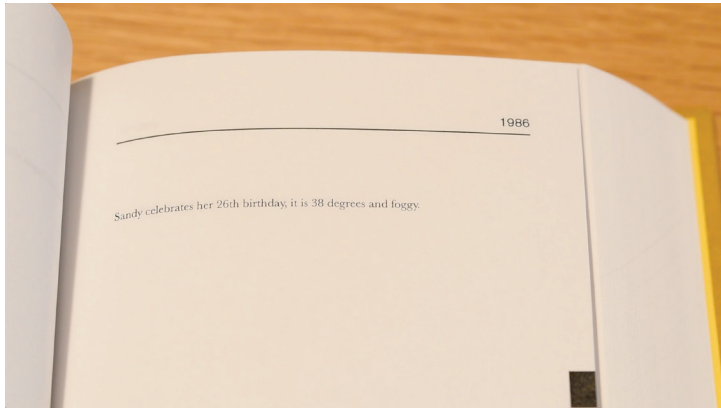 1986
Sandy celebrates her 26th birthday, it is 38 degrees and foggy.